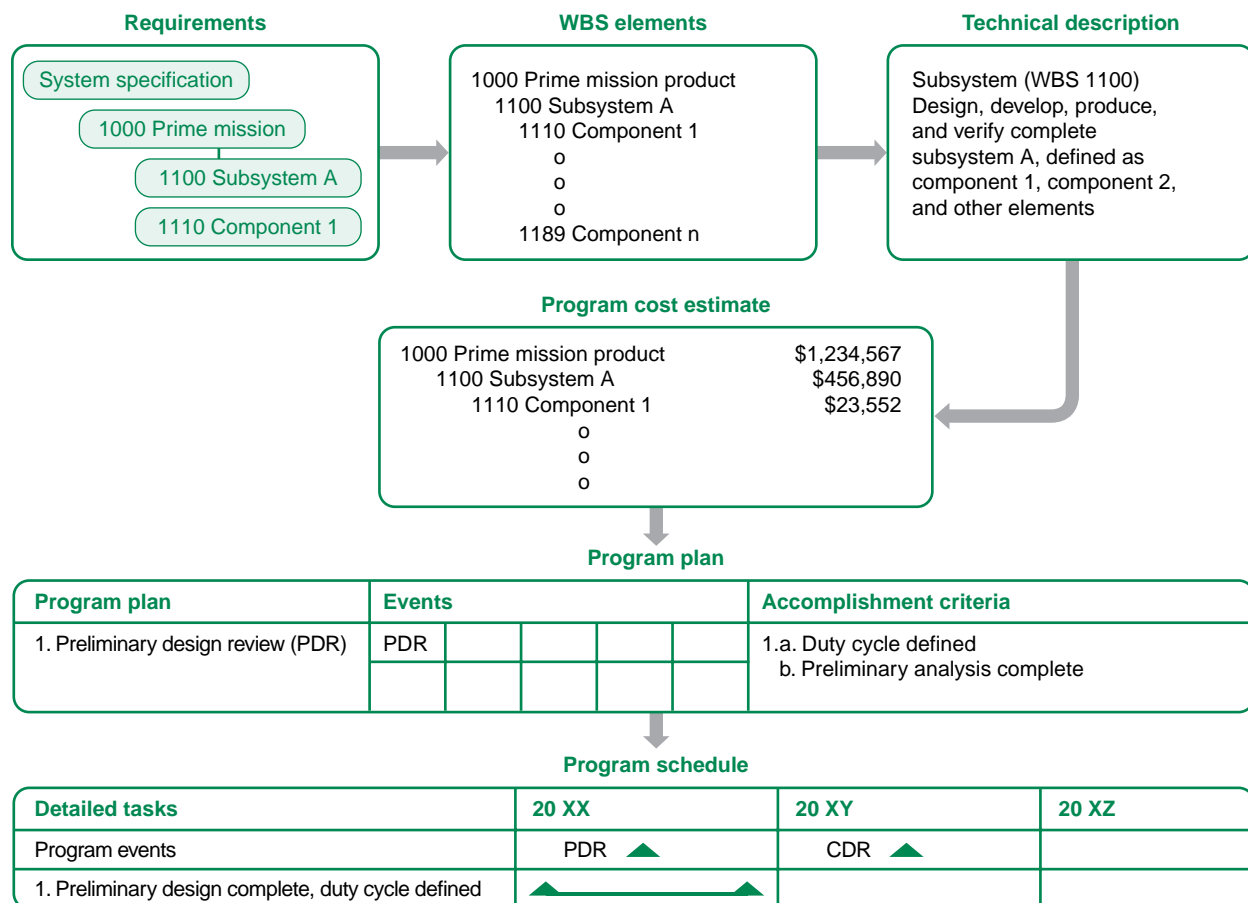 Requirements
System specification
1000 Prime mission
1100 Subsystem A
1110 Component 1
WBS elements
1000 Prime mission product
1100 Subsystem A
1110 Component 1
o
o
o
1189 Component n
Technical description
Subsystem (WBS 1100)
Design, develop, produce,
and verify complete
subsystem A, defined as
component 1, component 2,
and other elements
Program cost estimate
1000 Prime mission product $1,234,567
1100 Subsystem A $456,890
1110 Component 1 $23,552
o
o
o
Program plan
Program plan Events Accomplishment criteria
1. Preliminary design review (PDR) PDR 1.a. Duty cycle defined
b. Preliminary analysis complete
Program schedule
Detailed tasks 20 XX 20 XY 20 XZ
Program events PDR CDR
1. Preliminary design complete, duty cycle defined